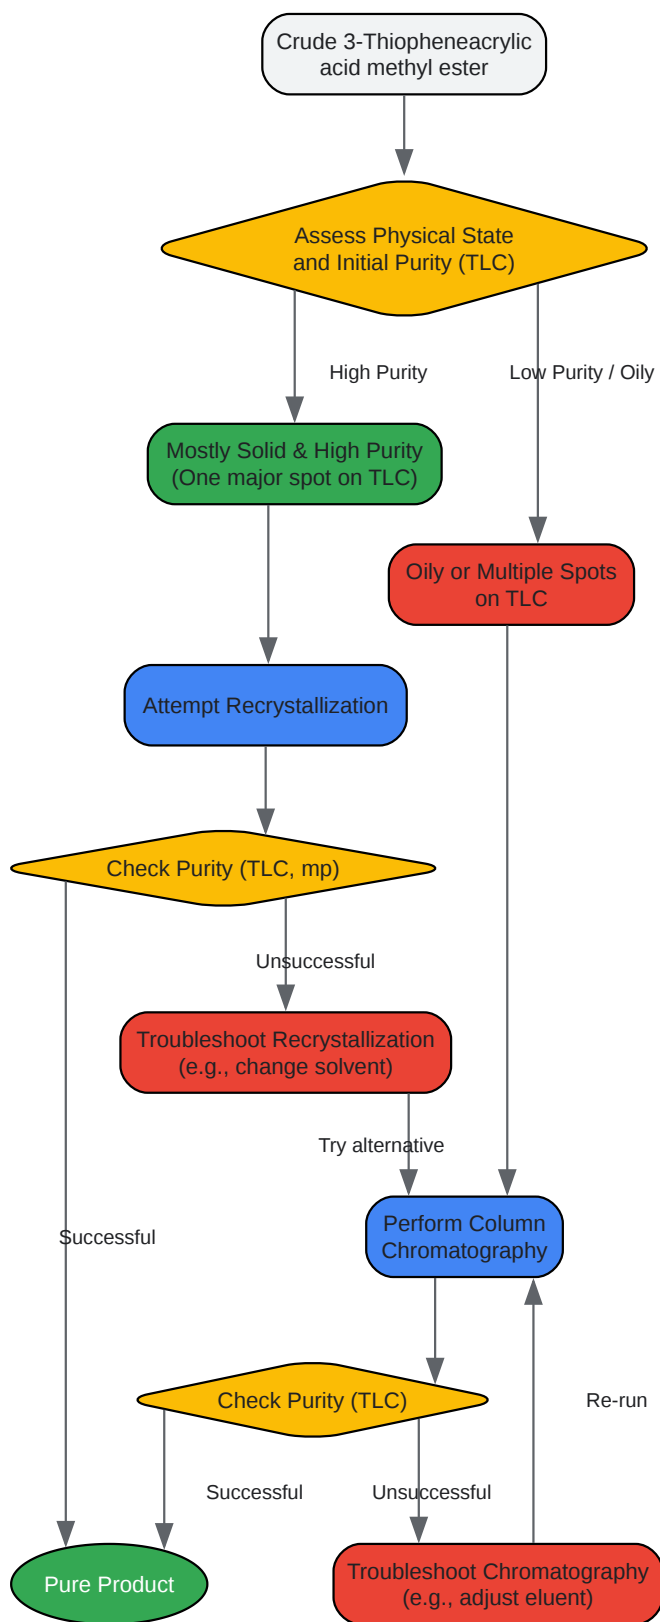 Crude 3-Thiopheneacrylic
acid methyl ester
Assess Physical State
and Initial Purity (TLC)
High Purity
Low Purity / Oily
Mostly Solid & High Purity
(One major spot on TLC)
Oily or Multiple Spots
on TLC
Attempt Recrystallization
Check Purity (TLC, mp)
Unsuccessful
Troubleshoot Recrystallization
(e.g., change solvent)
Try alternative
Successful
Perform Column
Chromatography
Check Purity (TLC)
Re-run
Successful
Unsuccessful
Pure Product
Troubleshoot Chromatography
(e.g., adjust eluent)